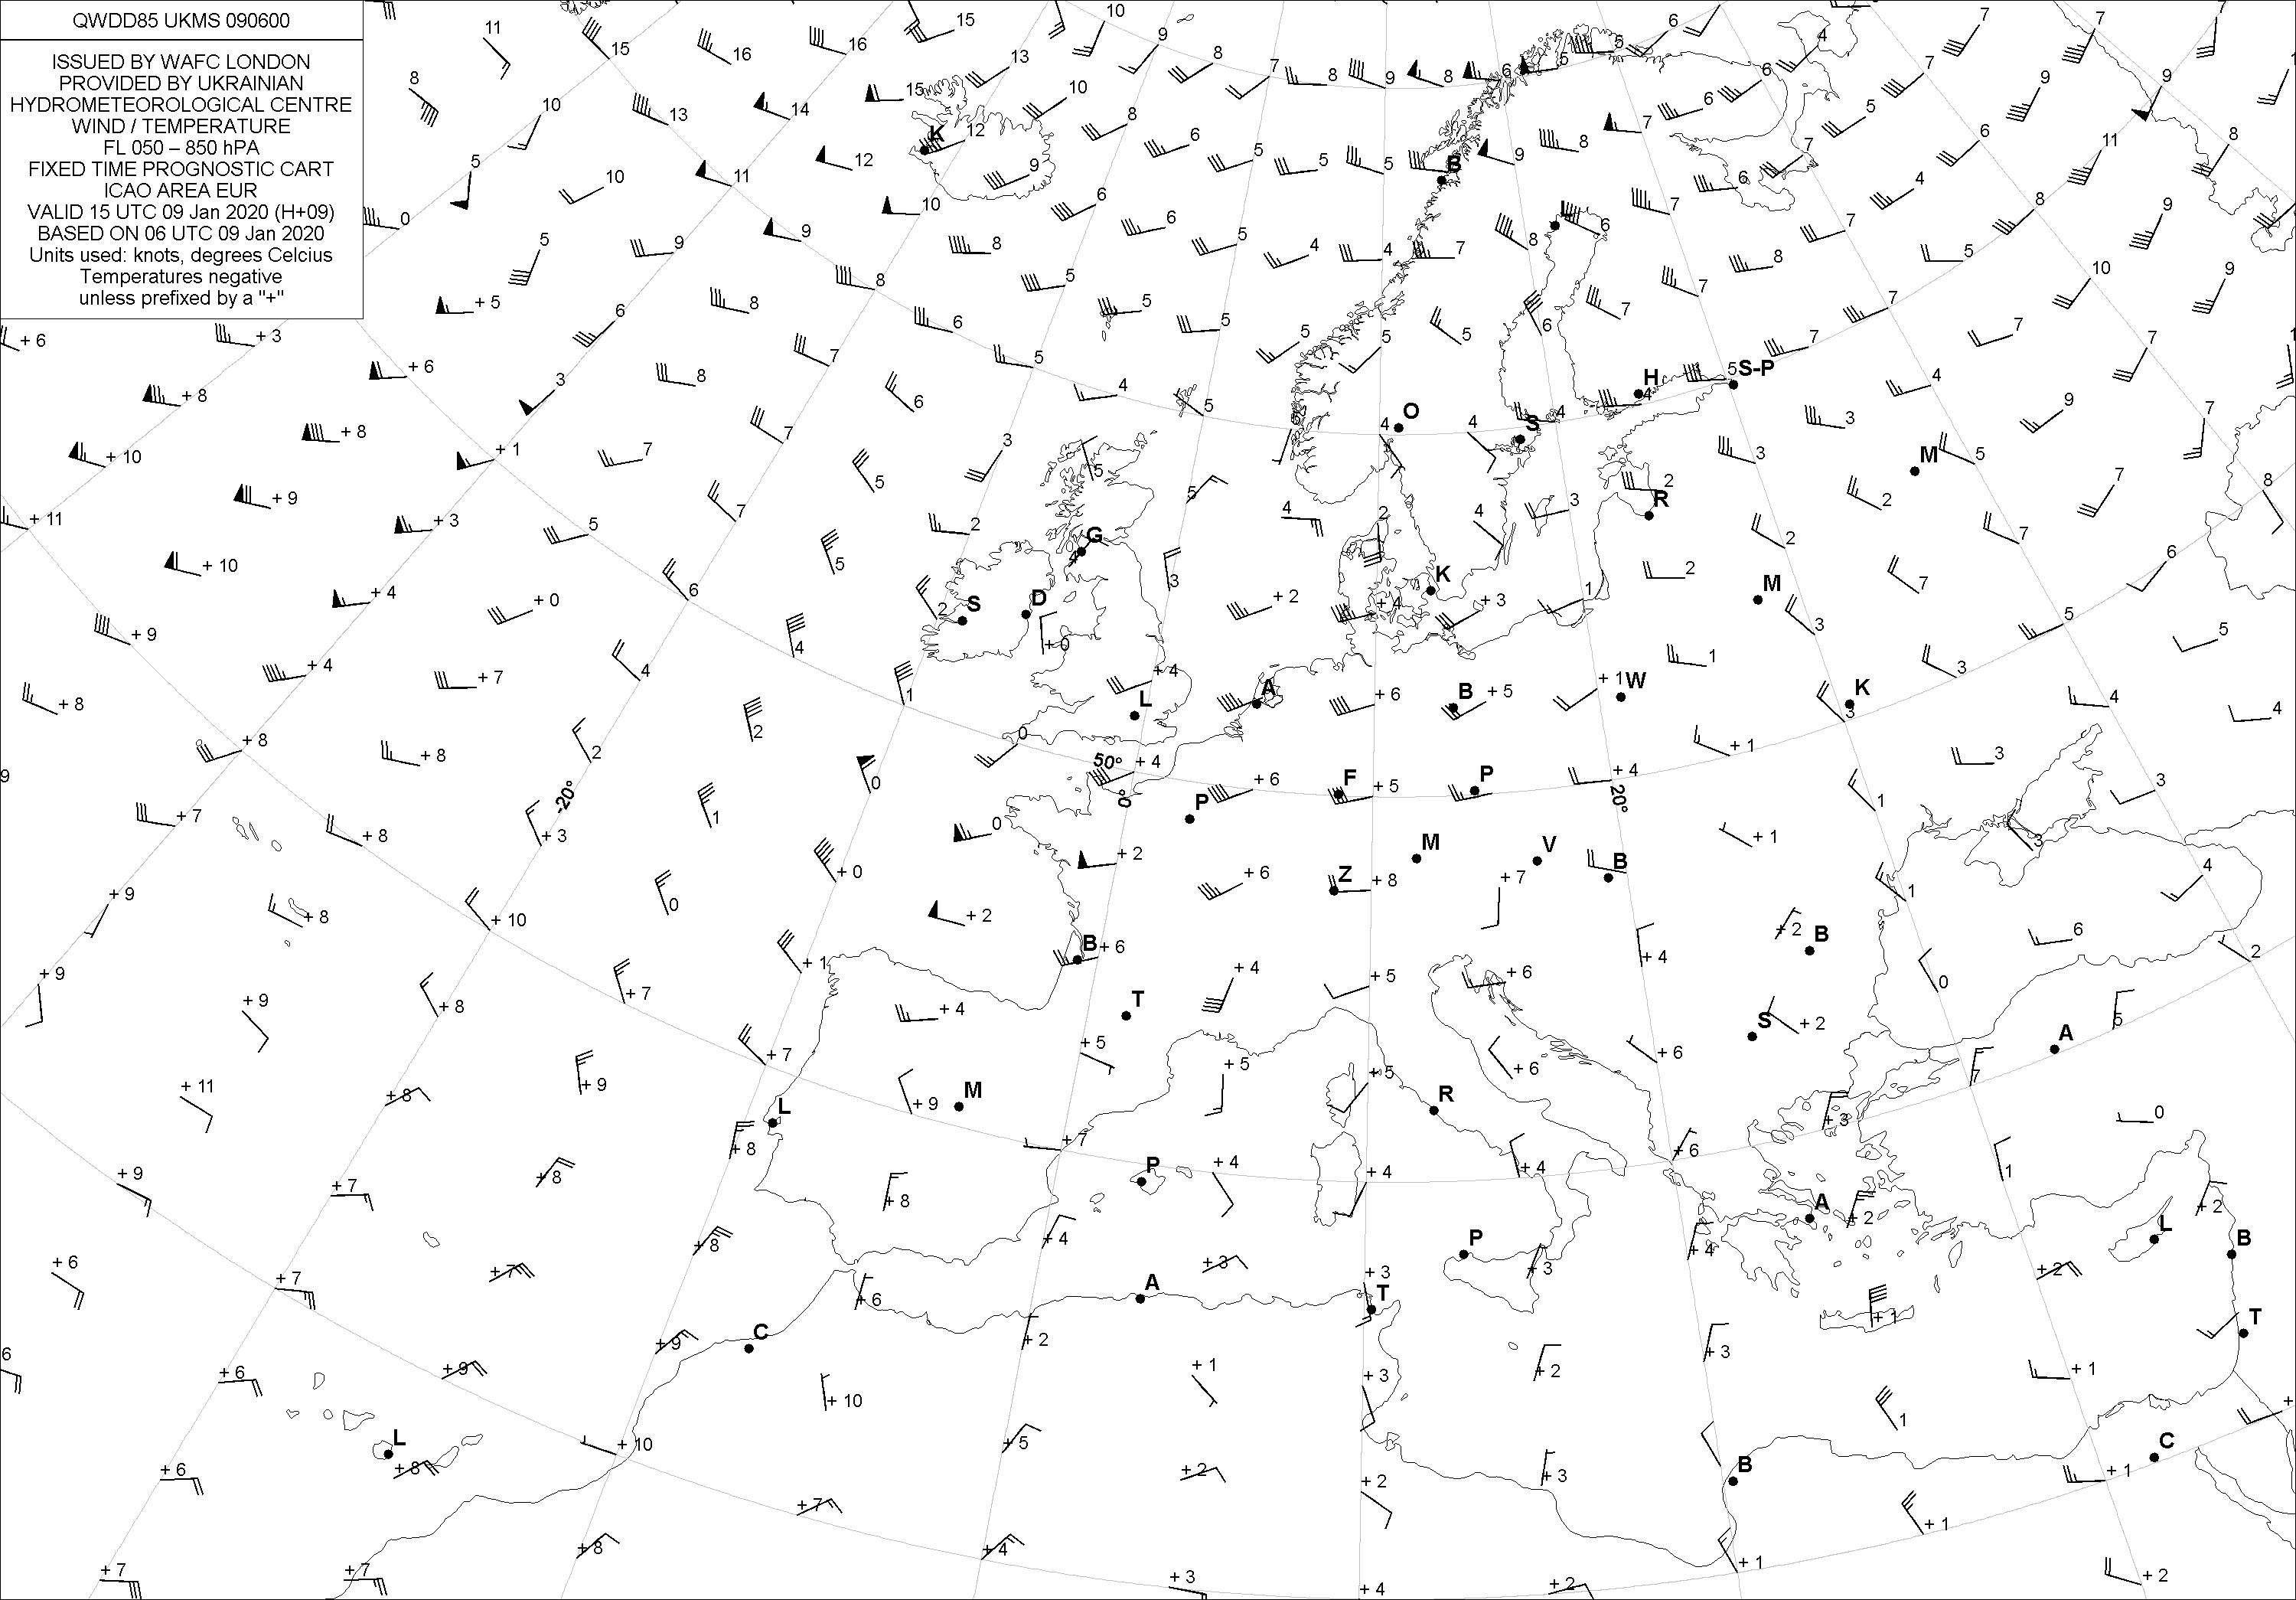 QWDD85 UKMS 090600
ISSUED BY WAFC LONDON
PROVIDED BY UKRAINIAN
HYDROMETEOROLOGICAL CENTRE
WIND / TEMPERATURE
FL 050 – 850 hPA
FIXED TIME PROGNOSTIC CART
ICAO AREA EUR
VALID 15 UTC 09 Jan 2020 (H+09)
BASED ON 06 UTC 09 Jan 2020
Units used: knots, degrees Celcius
Temperatures negative
unless prefixed by a "+"
11 15 10 6 7 7 7
15 16 16 13 9 8 7 8 9 8 6 5 4
8 10 13 14 15 10 6 7 9 9
K 12 8 6 6 7 5 6 11 8
5 10 11 12 9 5 5 5 B 9 8 7 6 4
0 9 10 6 6 5 4 4 L 6 7 7 8 9
5 9 8 8 5 7 8 7 8 5 10 9
+ 5 6 8 6 5 5 6 7 7 7
+ 6 + 3 7 5 5 5 5 7 7
+ 6 3 8 4 5 H 4 5 S-P 4
+ 8 6 O 4 4 4 S 3 9 7
+ 8 7 3
+ 10 + 1 7 5 5 3 M 5 7 8
+ 9 7 2 5 4 4 3 2 R 2
+ 11 + 3 5 G 2 2 7 6
+ 10 6 5 3 K 2 M 7
+ 4 + 0 2 S D + 2 + 4 + 3 1 3 5 5
+ 9 4 + 0
+ 4 + 7 4 1 + 4 A + 6 B + 5 + 1 W 1 3 K 3 4 4
+ 8 2 L
+ 8 + 8 2 0 50° + 4 + 1 3
9 -20° 0 0° + 6 F + 5 P + 4 20° 1 3
+ 7 + 8 + 3 1 0 P + 1 3
+ 9 + 8 + 10 0 + 0 + 2 + 6 Z + 8 M + 7 V B 1 4
+ 2 + 2 B 6 2
+ 9 + 9 + 8 + 7 + 1 + 4 B + 6 + 4 + 5 + 6 + 4 0
+ 7 + 5 T + 6 S + 2 A 5
+ 11 + 8 + 9 L + 9 M + 5 + 5 R + 6 7 + 3 0
+ 9 + 7 + 8 + 8 + 8 + 7 P + 4 + 4 + 4 + 6 1
+ 6 + 7 + 7 + 8 + 4 + 3 P + 3 + 4 A + 2 L + 2 B
+ 6 A + 3 T + 1 + 2 T
6 + 6 + 9 + 9 C + 10 + 2 + 1 + 3 + 2 + 3 1 + 1
+ 6 L + 8 + 10 + 5 + 2 + 2 + 3 B + 1 C
+ 7 + 7 + 8 + 7 + 4 + 3 + 4 + 2 + 1 + 1 + 2